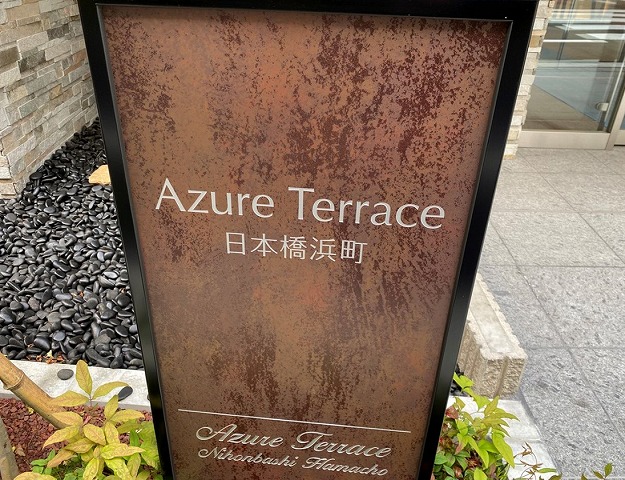 Azure Terrace
日本橋浜町
Azure Terrace
Nihonbashi Hamacho